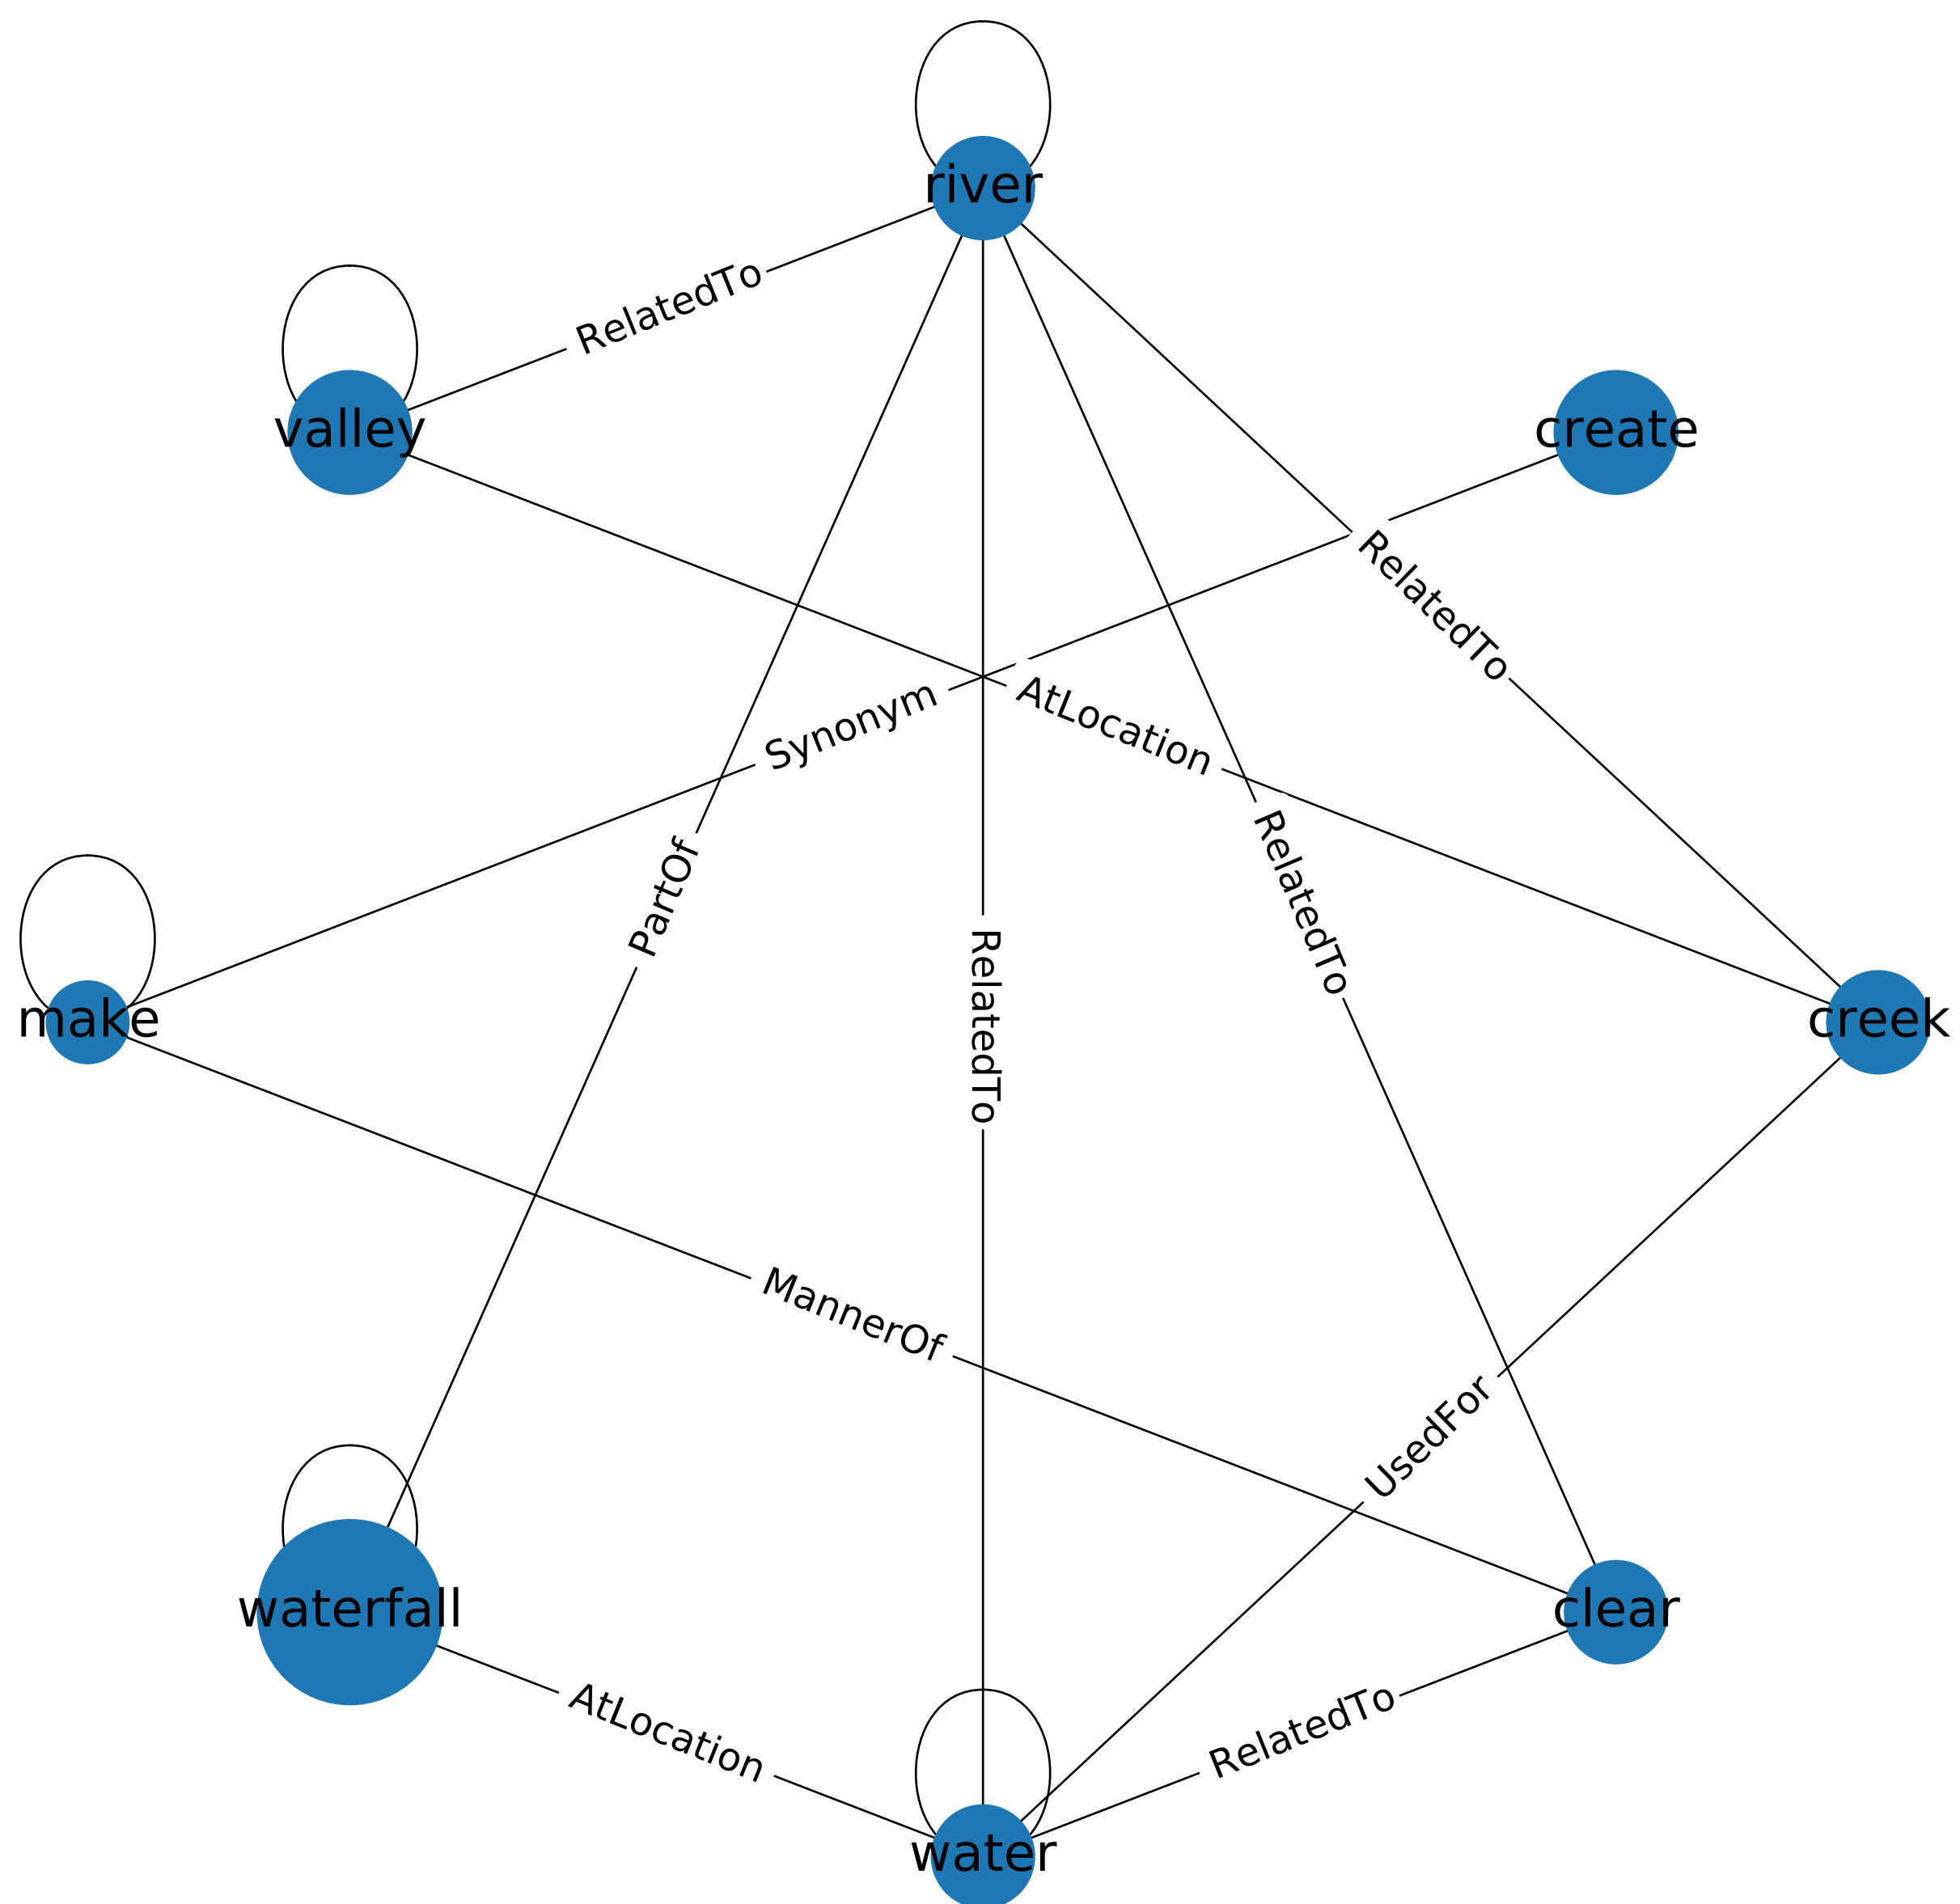 river
RelatedTo
valley
create
RelatedTo
Synonym
AtLocation
PartOf
RelatedTo
RelatedTo
make
creek
MannerOf
UsedFor
waterfall
clear
AtLocation
RelatedTo
water